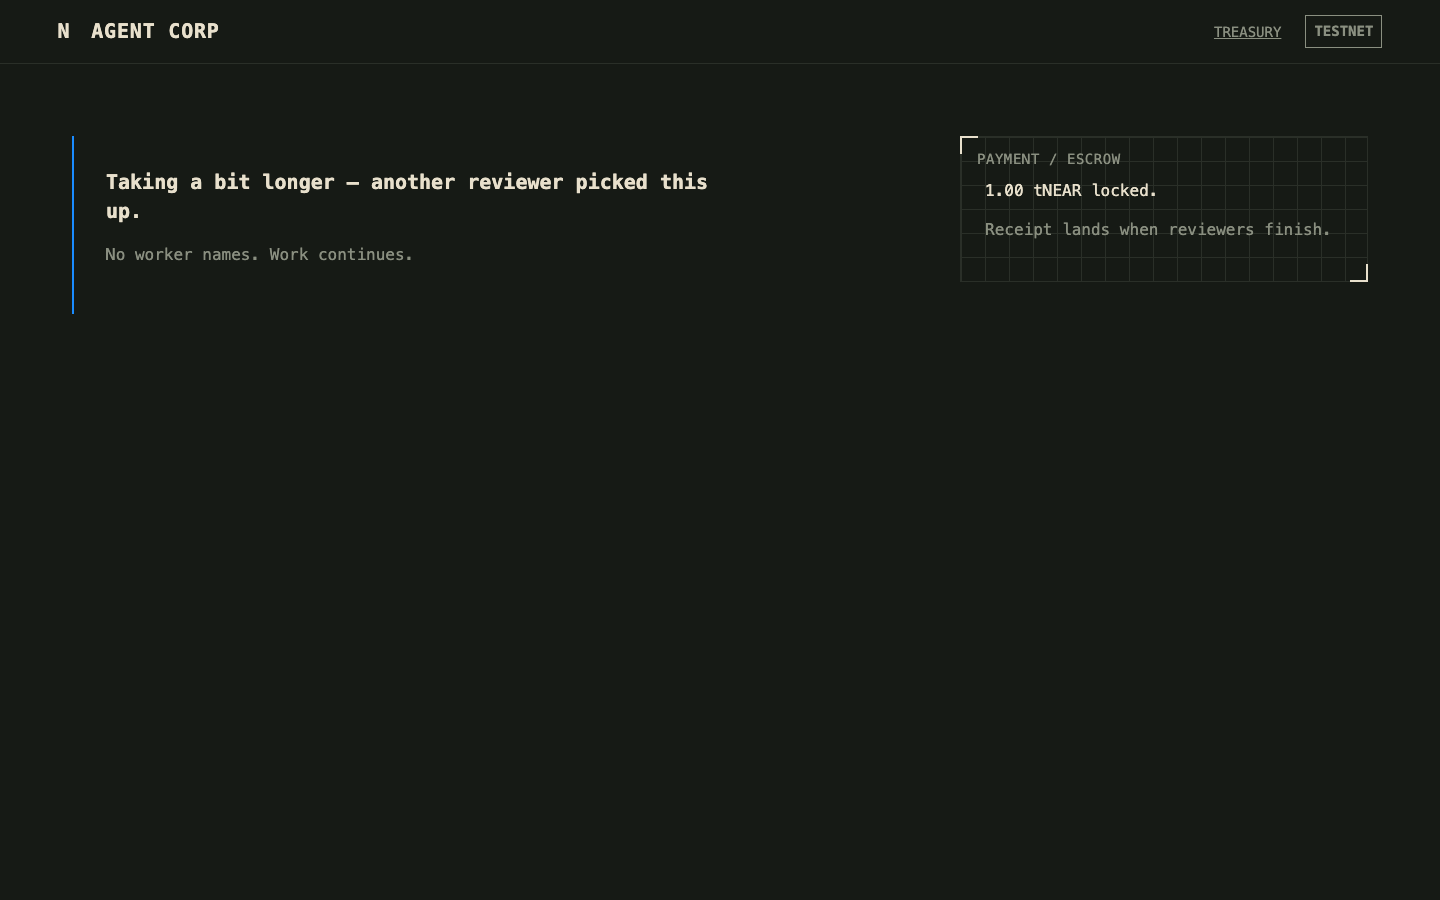 N AGENT CORP
TREASURY
TESTNET
Taking a bit longer — another reviewer picked this
up.
No worker names. Work continues.
PAYMENT / ESCROW
1.00 tNEAR locked.
Receipt lands when reviewers finish.